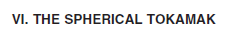 VI. THE SPHERICAL TOKAMAK